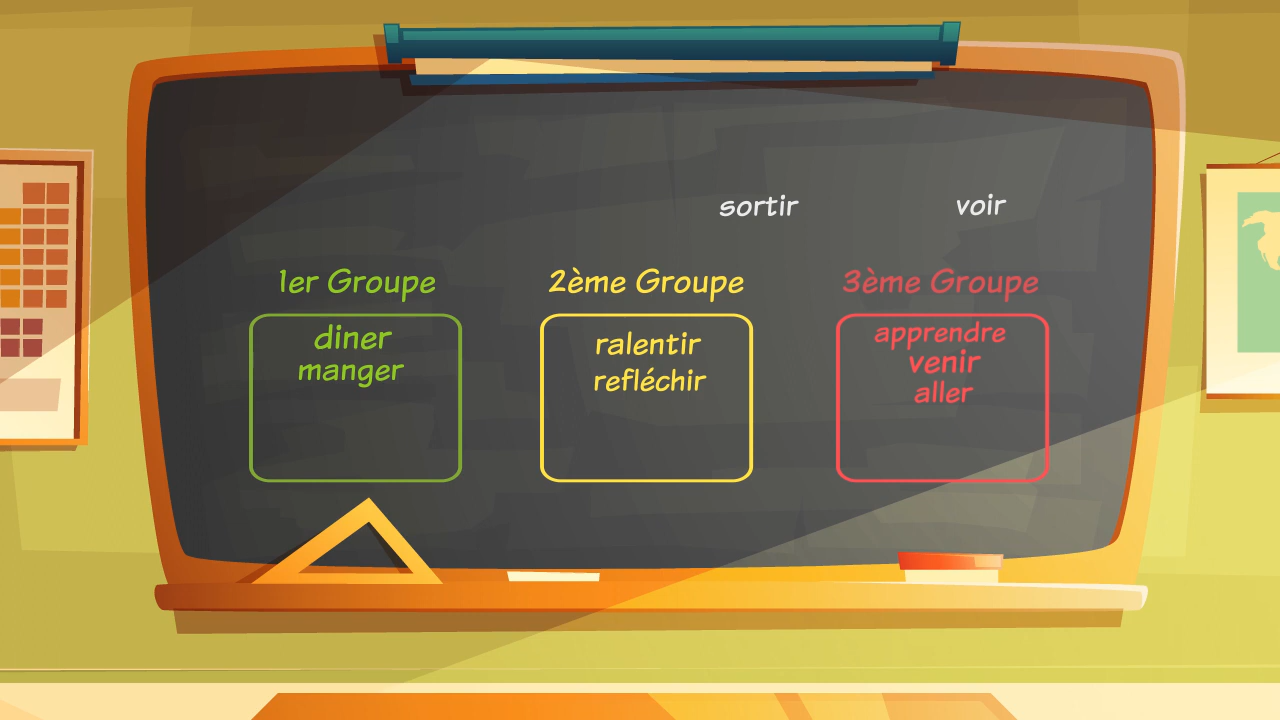 sortir voir
1er Groupe 2ème Groupe 3ème Groupe
diner
manger
ralentir
refléchir
apprendre
venir
aller